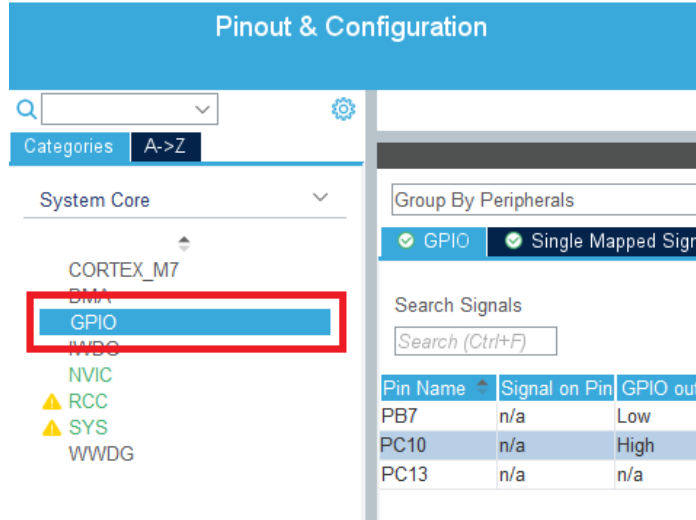 Pinout & Configuration
Categories
A->Z
System Core
CORTEX_M7
DMA
GPIO
IWDG
NVIC
RCC
SYS
WWDG
Group By Peripherals
GPIO
Single Mapped Sign
Search Signals
Search (Ctrl+F)
Pin Name Signal on Pin GPIO out
PB7 n/a Low
PC10 n/a High
PC13 n/a n/a